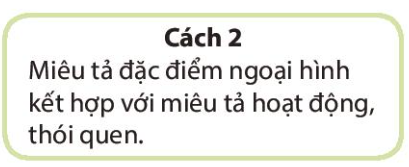 Cách 2
Miêu tả đặc điểm ngoại hình
kết hợp với miêu tả hoạt động,
thói quen.